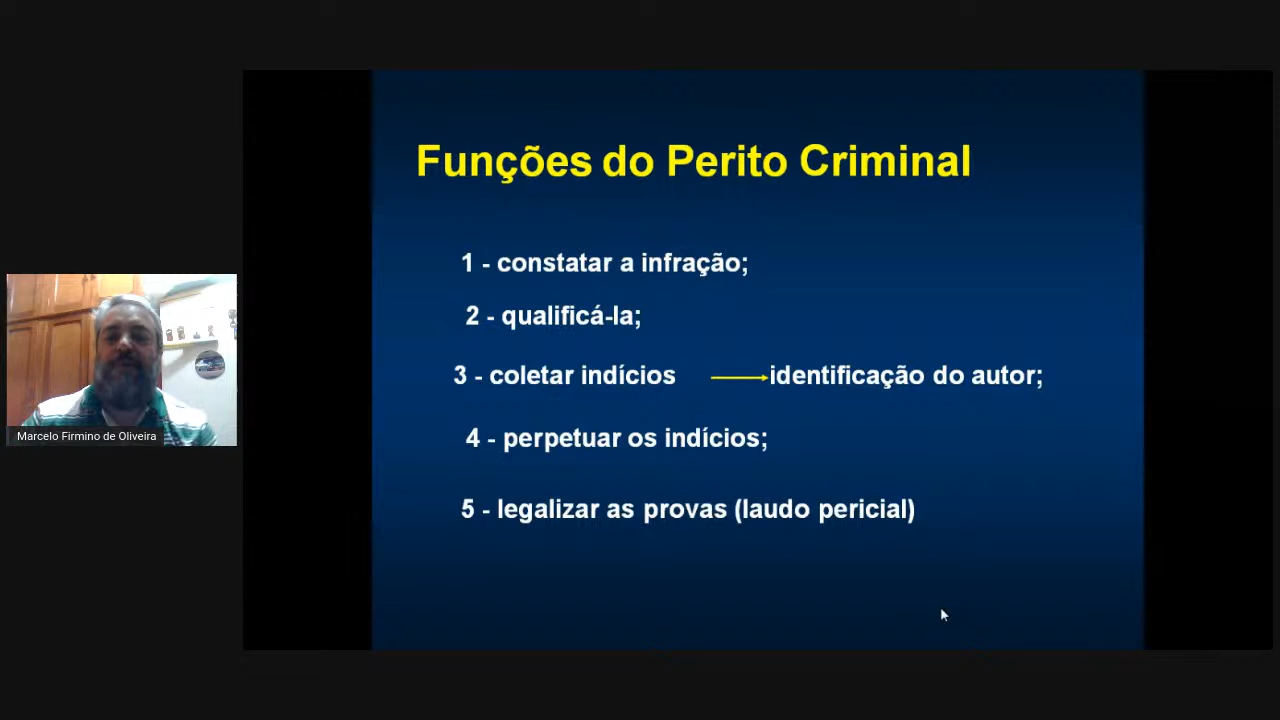 Funções do Perito Criminal
1 - constatar a infração;
2 - qualificá-la;
3 - coletar indícios identificação do autor;
4 - perpetuar os indícios;
5 - legalizar as provas (laudo pericial)
Marcelo Firmino de Oliveira